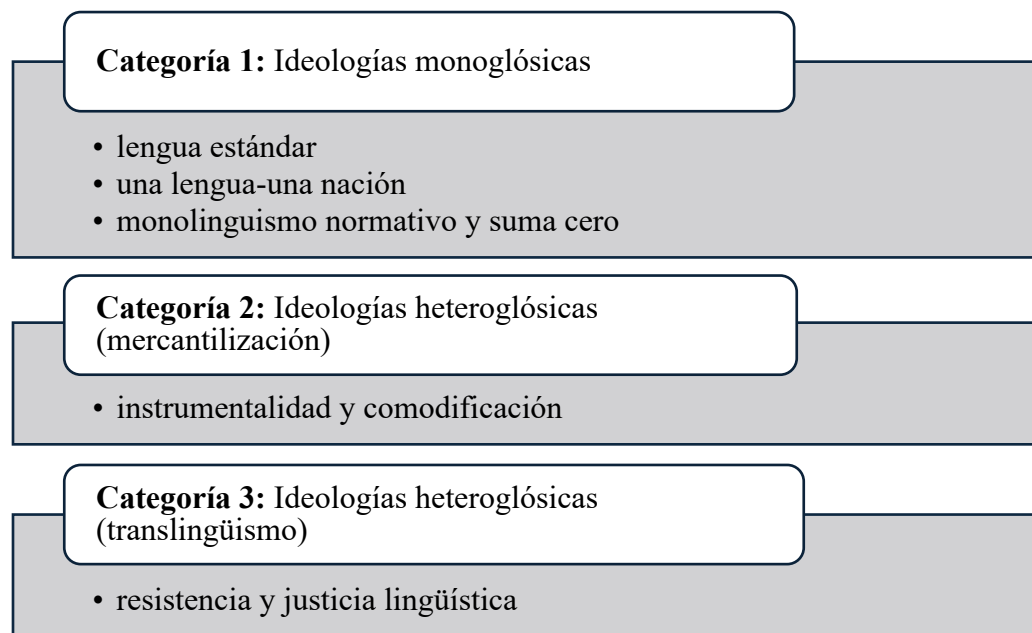 Categoría 1: Ideologías monoglósicas
• lengua estándar
• una lengua-una nación
• monolinguismo normativo y suma cero
Categoría 2: Ideologías heteroglósicas
(mercantilización)
• instrumentalidad y comodificación
Categoría 3: Ideologías heteroglósicas
(translingüismo)
• resistencia y justicia lingüística